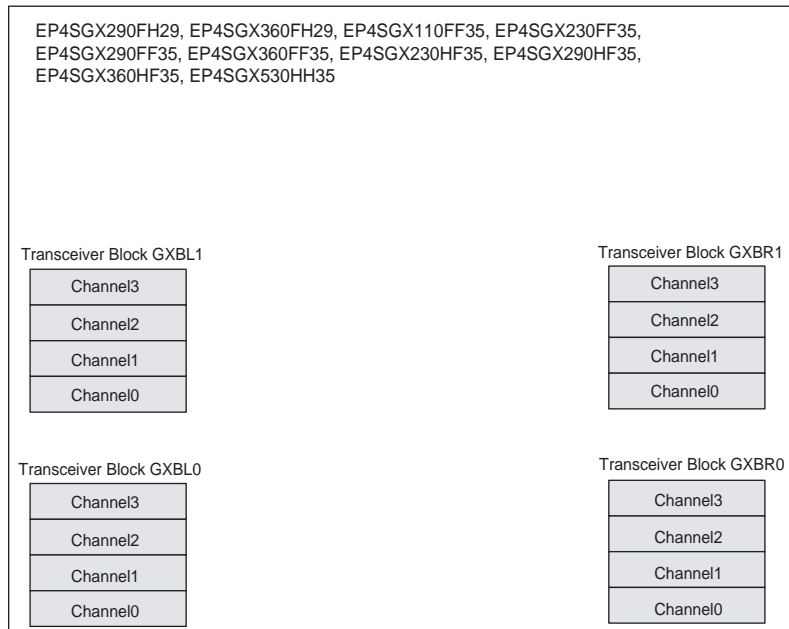 EP4SGX290FH29, EP4SGX360FH29, EP4SGX110FF35, EP4SGX230FF35,
EP4SGX290FF35, EP4SGX360FF35, EP4SGX230HF35, EP4SGX290HF35,
EP4SGX360HF35, EP4SGX530HH35
Transceiver Block GXBL1
Channel3
Channel2
Channel1
Channel0
Transceiver Block GXBR1
Channel3
Channel2
Channel1
Channel0
Transceiver Block GXBL0
Channel3
Channel2
Channel1
Channel0
Transceiver Block GXBR0
Channel3
Channel2
Channel1
Channel0